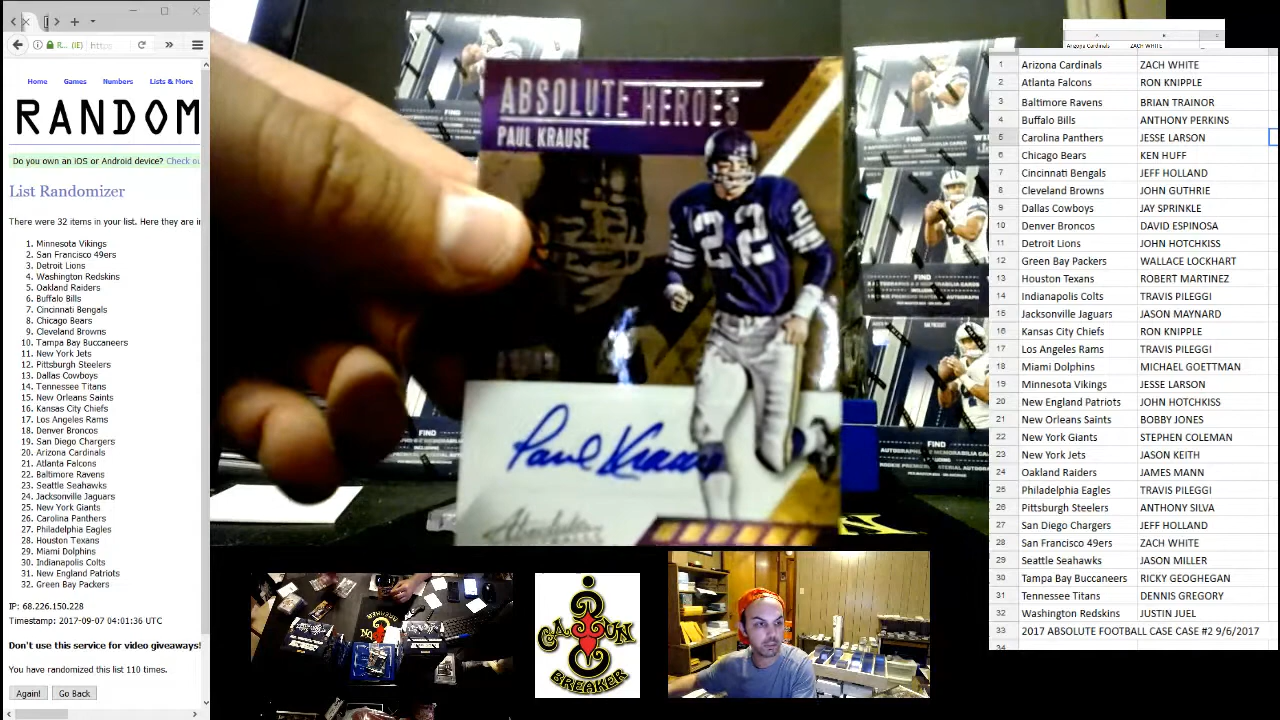 R... (IE)
http:
Home Games Numbers Lists & More
RANDOM
Do you own an iOS or Android device? Check ou
List Randomizer
There were 32 items in your list. Here they are in
1. Minnesota Vikings
2. San Francisco 49ers
3. Detroit Lions
4. Washington Redskins
5. Oakland Raiders
6. Buffalo Bills
7. Cincinnati Bengals
8. Chicago Bears
9. Cleveland Browns
10. Tampa Bay Buccaneers
11. New York Jets
12. Pittsburgh Steelers
13. Dallas Cowboys
14. Tennessee Titans
15. New Orleans Saints
16. Kansas City Chiefs
17. Los Angeles Rams
18. Denver Broncos
19. San Diego Chargers
20. Arizona Cardinals
21. Atlanta Falcons
22. Baltimore Ravens
23. Seattle Seahawks
24. Jacksonville Jaguars
25. New York Giants
26. Carolina Panthers
27. Philadelphia Eagles
28. Houston Texans
29. Miami Dolphins
30. Indianapolis Colts
31. New England Patriots
32. Green Bay Packers
IP: 68.226.150.228
Timestamp: 2017-09-07 04:01:36 UTC
Don't use this service for video giveaways!
You have randomized this list 110 times.
Again! Go Back
ABSOLUTE HEROES
PAUL KRAUSE
22
Paul Krause
Absolute
FOOTBALL
FIND
FIND
FIND
CAJUN
BREAKER
Arizona Cardinals ZACH WHITE
1 Arizona Cardinals ZACH WHITE
2 Atlanta Falcons RON KNIPPLE
3 Baltimore Ravens BRIAN TRAINOR
4 Buffalo Bills ANTHONY PERKINS
5 Carolina Panthers JESSE LARSON
6 Chicago Bears KEN HUFF
7 Cincinnati Bengals JEFF HOLLAND
8 Cleveland Browns JOHN GUTHRIE
9 Dallas Cowboys JAY SPRINKLE
10 Denver Broncos DAVID ESPINOSA
11 Detroit Lions JOHN HOTCHKISS
12 Green Bay Packers WALLACE LOCKHART
13 Houston Texans ROBERT MARTINEZ
14 Indianapolis Colts TRAVIS PILEGGI
15 Jacksonville Jaguars JASON MAYNARD
16 Kansas City Chiefs RON KNIPPLE
17 Los Angeles Rams TRAVIS PILEGGI
18 Miami Dolphins MICHAEL GOETTMAN
19 Minnesota Vikings JESSE LARSON
20 New England Patriots JOHN HOTCHKISS
21 New Orleans Saints BOBBY JONES
22 New York Giants STEPHEN COLEMAN
23 New York Jets JASON KEITH
24 Oakland Raiders JAMES MANN
25 Philadelphia Eagles TRAVIS PILEGGI
26 Pittsburgh Steelers ANTHONY SILVA
27 San Diego Chargers JEFF HOLLAND
28 San Francisco 49ers ZACH WHITE
29 Seattle Seahawks JASON MILLER
30 Tampa Bay Buccaneers RICKY GEOGHEGAN
31 Tennessee Titans DENNIS GREGORY
32 Washington Redskins JUSTIN JUEL
33 2017 ABSOLUTE FOOTBALL CASE CASE #2 9/6/2017
34